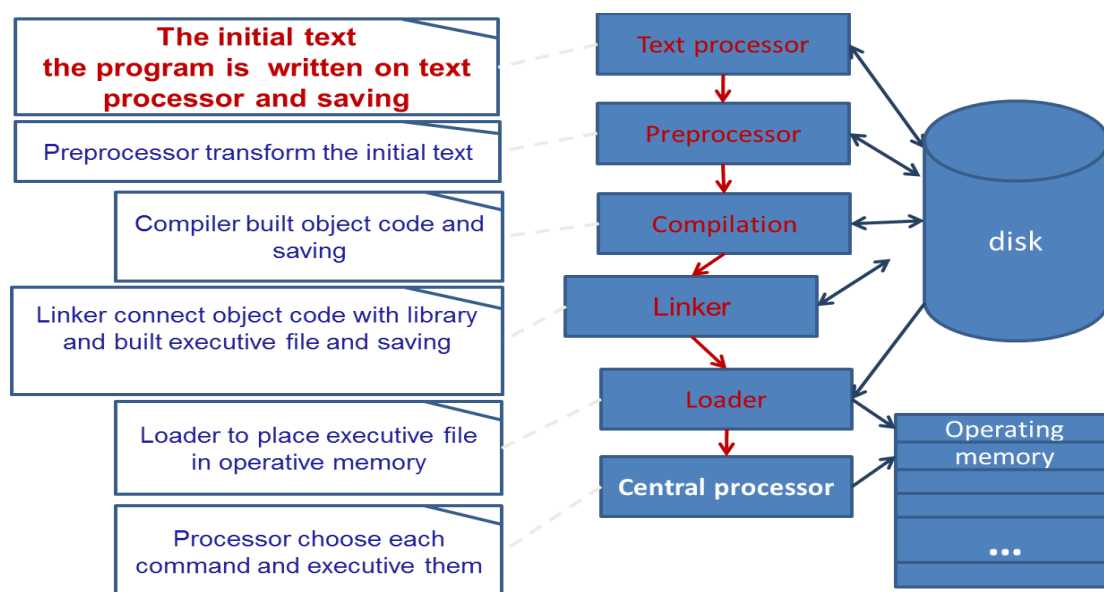 The initial text
the program is written on text
processor and saving
Text processor
Preprocessor transform the initial text
Preprocessor
Compiler built object code and
saving
Compilation
disk
Linker connect object code with library
and built executive file and saving
Linker
Loader to place executive file
in operative memory
Loader
Operating
memory
Central processor
Processor choose each
command and executive them
...